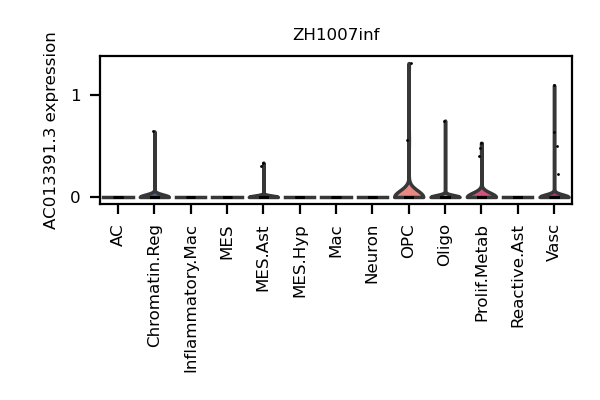 ZH1007inf
AC013391.3 expression
1
0
AC
Chromatin.Reg
Inflammatory.Mac
MES
MES.Ast
MES.Hyp
Mac
Neuron
OPC
Oligo
Prolif.Metab
Reactive.Ast
Vasc